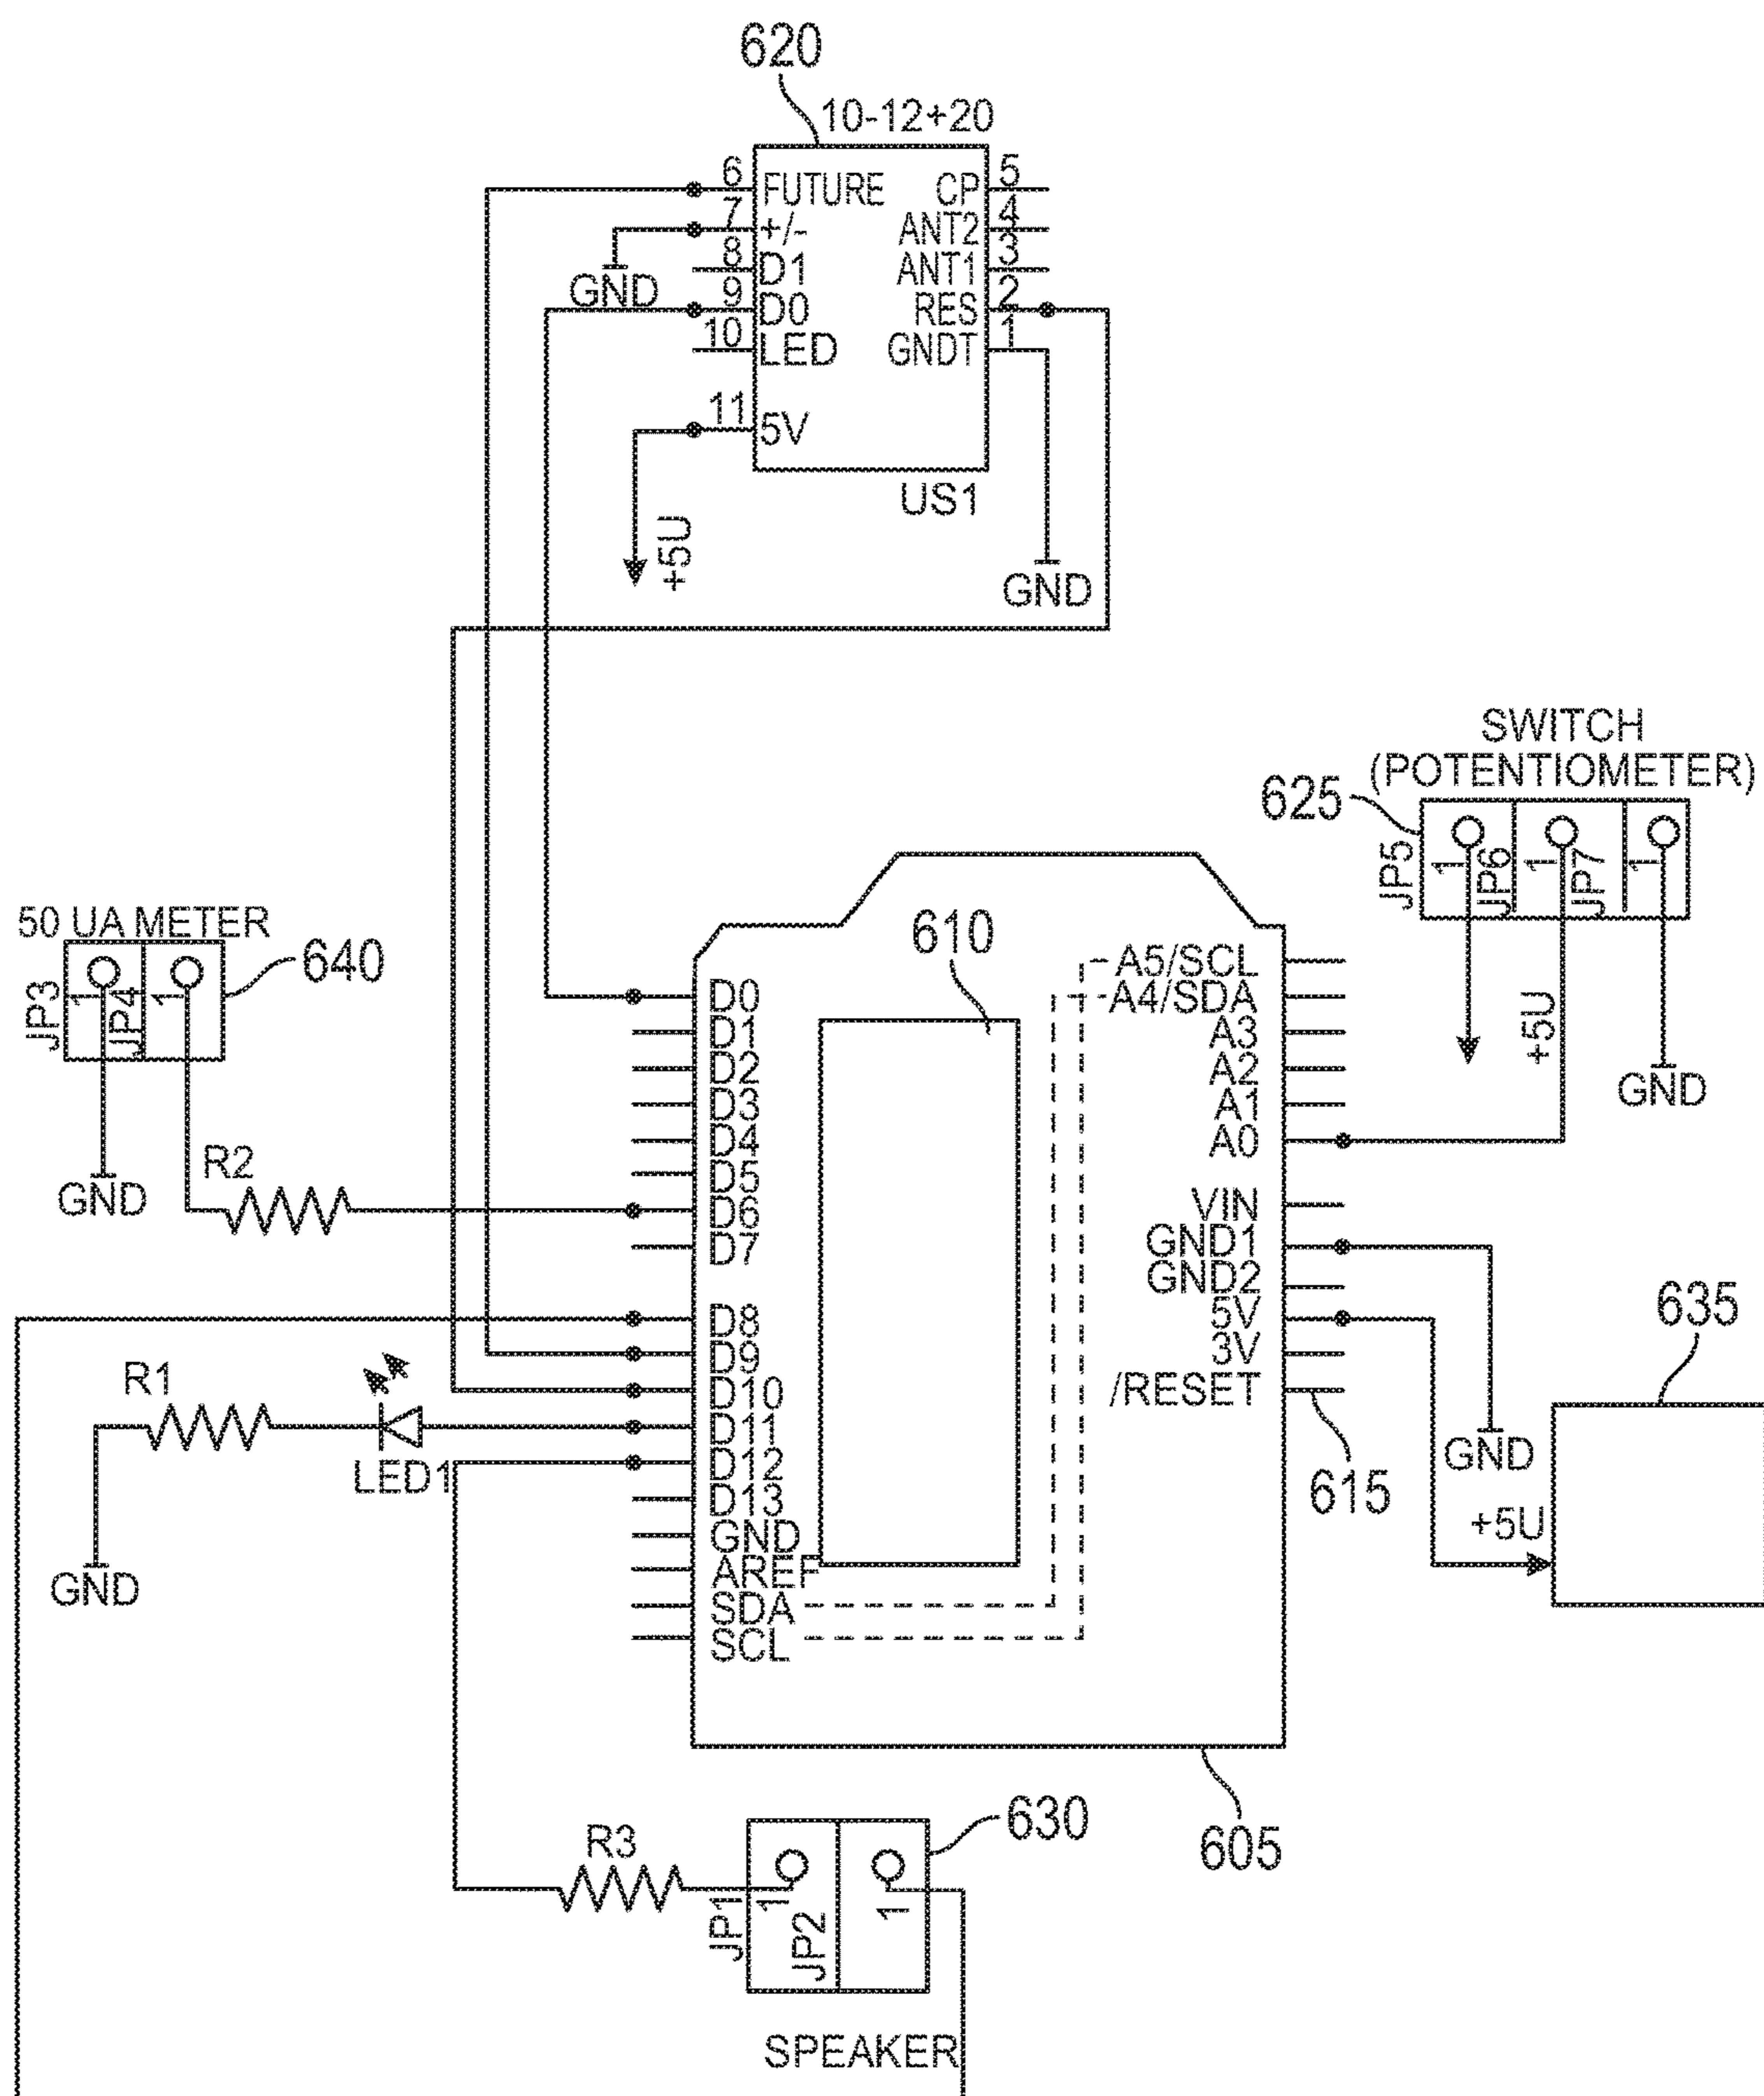 620
10-12+20
6 FUTURE CP 5
7 +/- ANT2 4
8 D1 ANT1 3
9 D0 RES 2
10 LED GNDT 1
11 5V
GND
US1
+5U
GND
SWITCH
(POTENTIOMETER)
625
JP5 1 JP6 1 JP7 1
+5U
GND
50 UA METER
640
JP3 1 JP4 1
GND
R2
610
D0
D1
D2
D3
D4
D5
D6
D7
D8
D9
D10
D11
D12
D13
GND
AREF
SDA
SCL
A5/SCL
A4/SDA
A3
A2
A1
A0
VIN
GND1
GND2
5V
3V
/RESET
615
GND
635
+5U
R1
LED1
GND
605
R3
630
JP1 1 JP2 1
SPEAKER